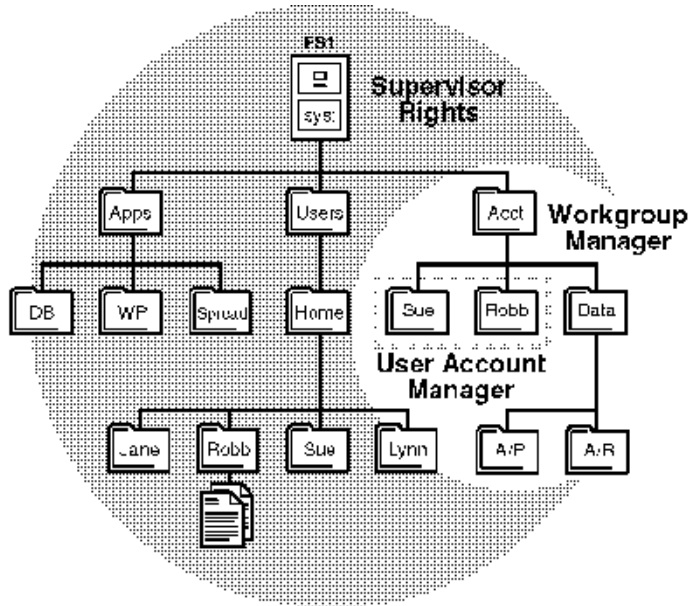 FS1
sys:
Supervisor
Rights
Apps
Users
Acct
Workgroup
Manager
DB
WP
Spread
Home
Sue
Robb
Data
User Account
Manager
Jane
Robb
Sue
Lynn
A/P
A/R